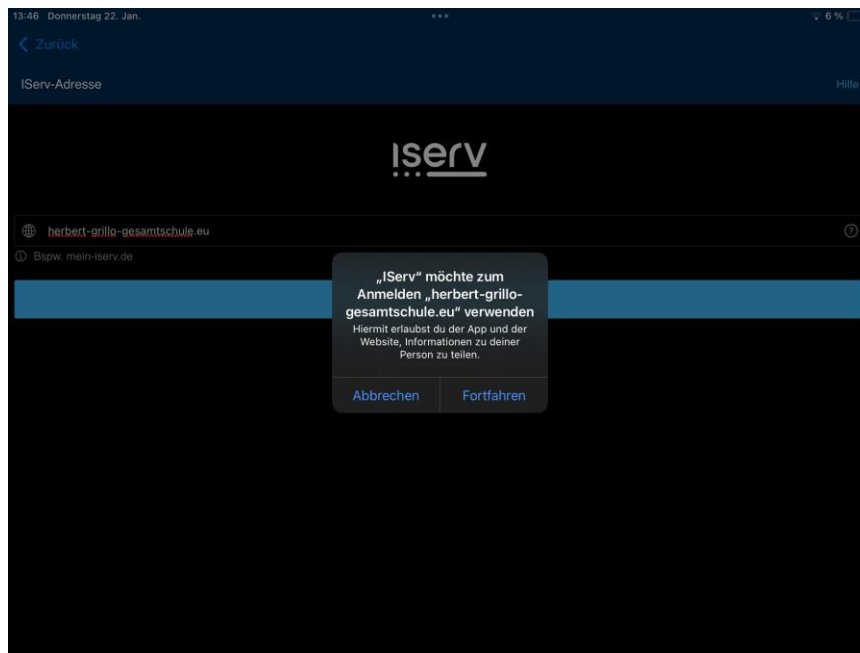 13:46 Donnerstag 22. Jan.
6 %
Zurück
IServ-Adresse
Hilfe
IServ
herbert-grillo-gesamtschule.eu
Bspw. mein-iserv.de
„IServ“ möchte zum
Anmelden „herbert-grillo-
gesamtschule.eu“ verwenden
Hiermit erlaubst du der App und der
Website, Informationen zu deiner
Person zu teilen.
Abbrechen
Fortfahren